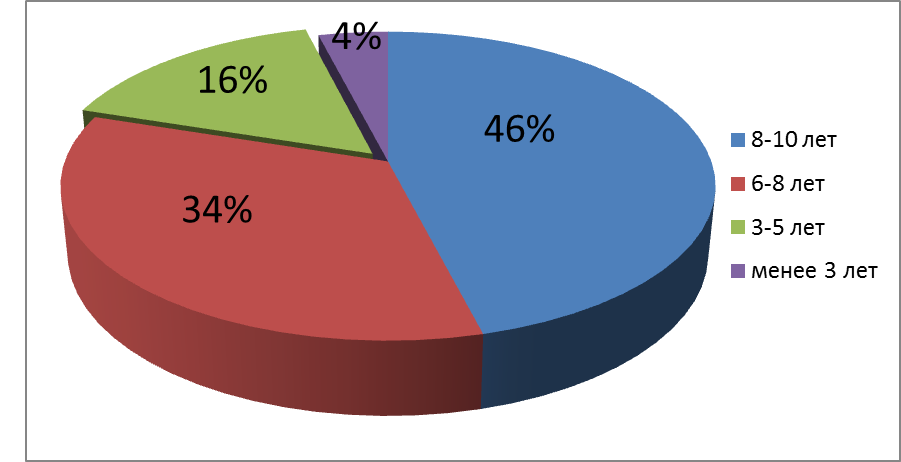 4%
16%
46%
34%
8-10 лет
6-8 лет
3-5 лет
менее 3 лет